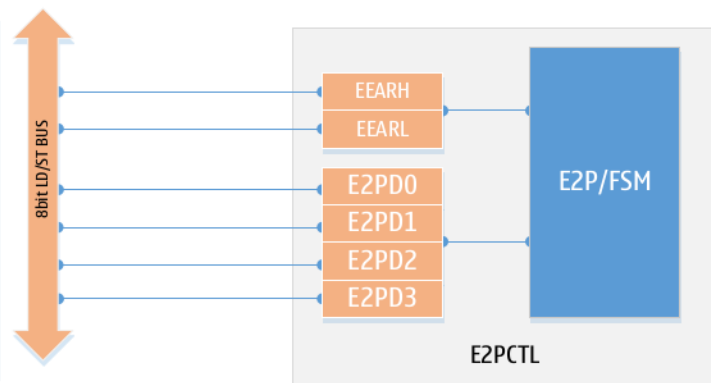 8bit LD/ST BUS
EEARH
EEARL
E2PD0
E2PD1
E2PD2
E2PD3
E2P/FSM
E2PCTL